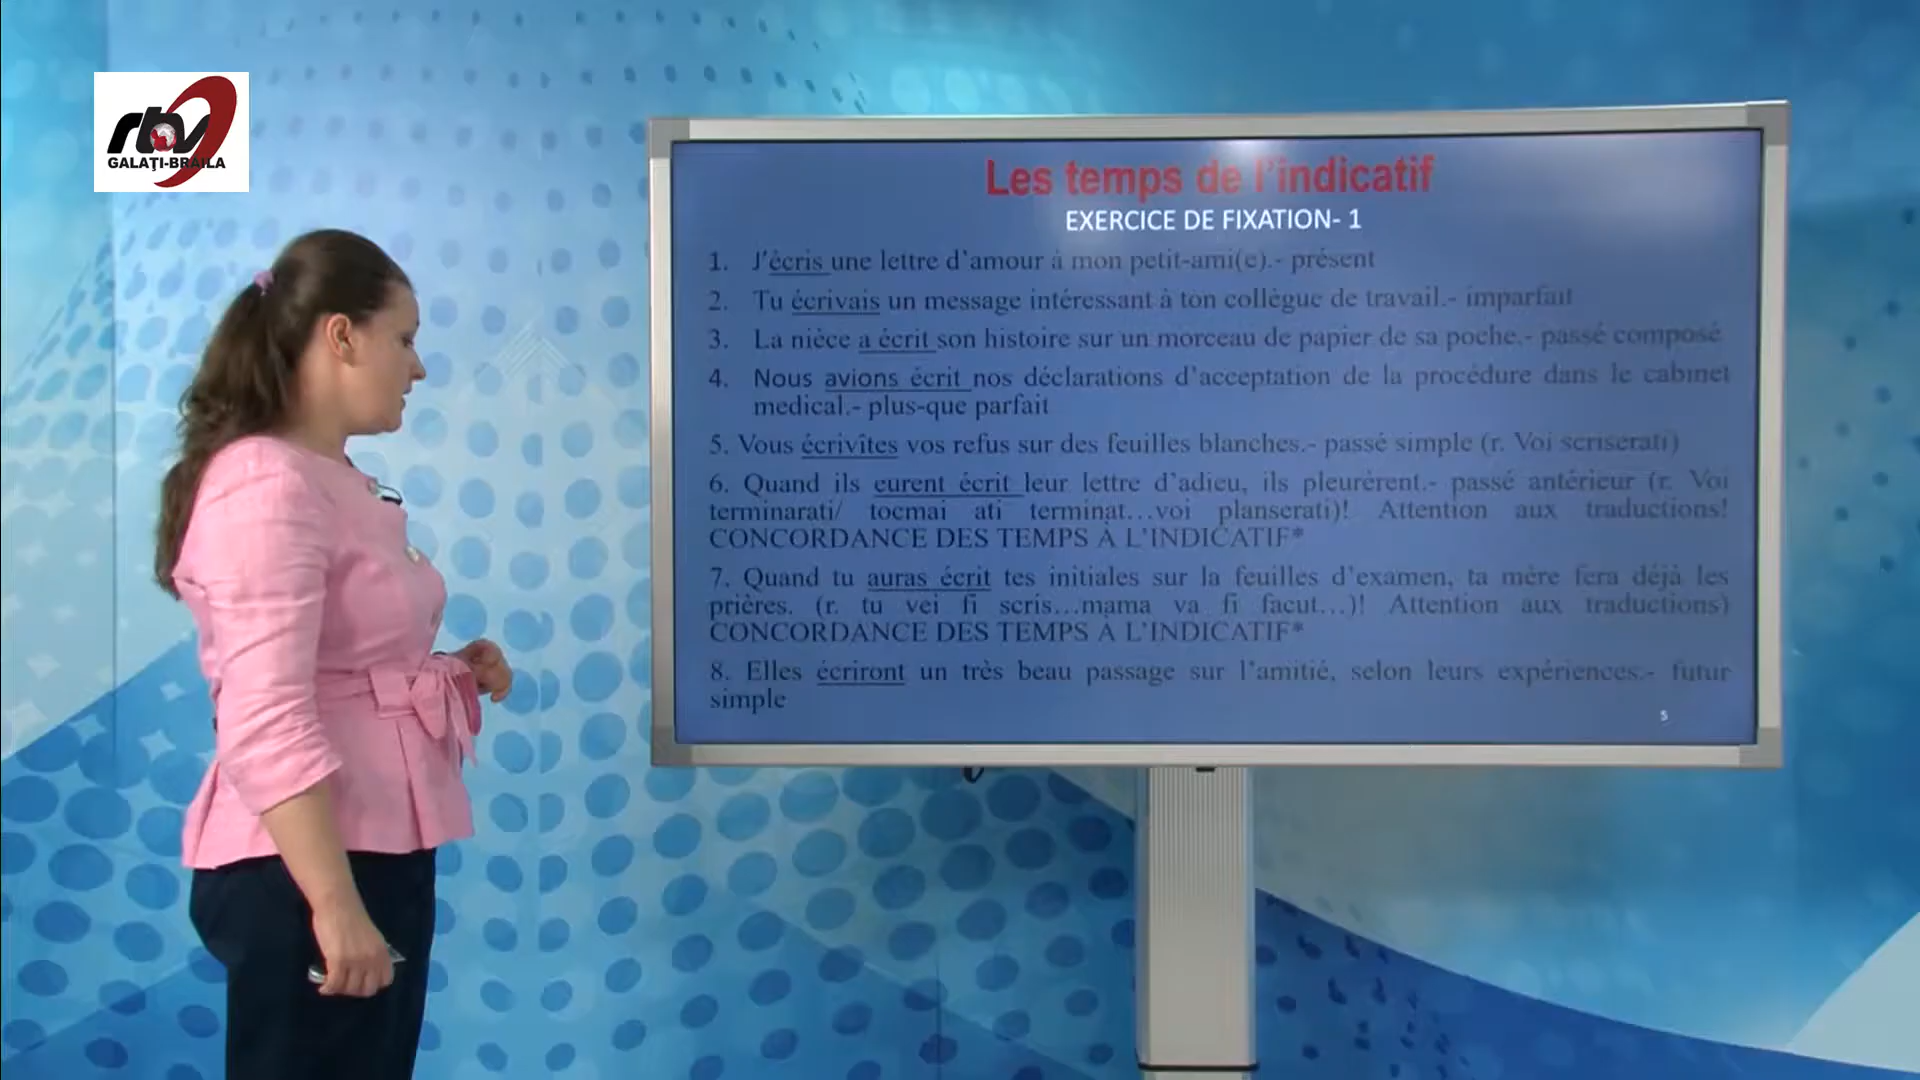 rtv
GALAŢI-BRĂILA
Les temps de l'indicatif
EXERCICE DE FIXATION- 1
1. J'écris une lettre d'amour à mon petit-ami(e).- présent
2. Tu écrivais un message intéressant à ton collègue de travail.- imparfait
3. La nièce a écrit son histoire sur un morceau de papier de sa poche.- passé composé
4. Nous avions écrit nos déclarations d'acceptation de la procédure dans le cabinet
medical.- plus-que parfait
5. Vous écrivîtes vos refus sur des feuilles blanches.- passé simple (r. Voi scriserati)
6. Quand ils eurent écrit leur lettre d'adieu, ils pleurèrent.- passé antérieur (r. Voi
terminarati/ tocmai ati terminat...voi planserati)! Attention aux traductions!
CONCORDANCE DES TEMPS À L'INDICATIF*
7. Quand tu auras écrit tes initiales sur la feuilles d'examen, ta mère fera déjà les
prières. (r. tu vei fi scris...mama va fi facut...)! Attention aux traductions)
CONCORDANCE DES TEMPS À L'INDICATIF*
8. Elles écriront un très beau passage sur l'amitié, selon leurs expériences.- futur
simple
5